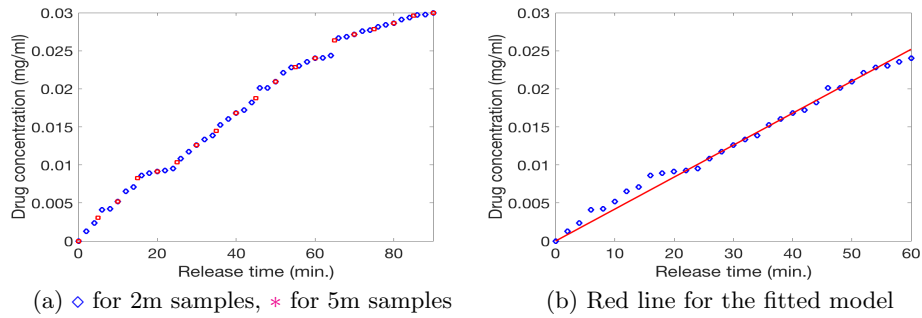 0.03
0.025
0.02
0.015
0.01
0.005
0
Drug concentration (mg/ml)
0 20 40 60 80
Release time (min.)
(a) ◇ for 2m samples, * for 5m samples
0.03
0.025
0.02
0.015
0.01
0.005
0
Drug concentration (mg/ml)
0 10 20 30 40 50 60
Release time (min.)
(b) Red line for the fitted model